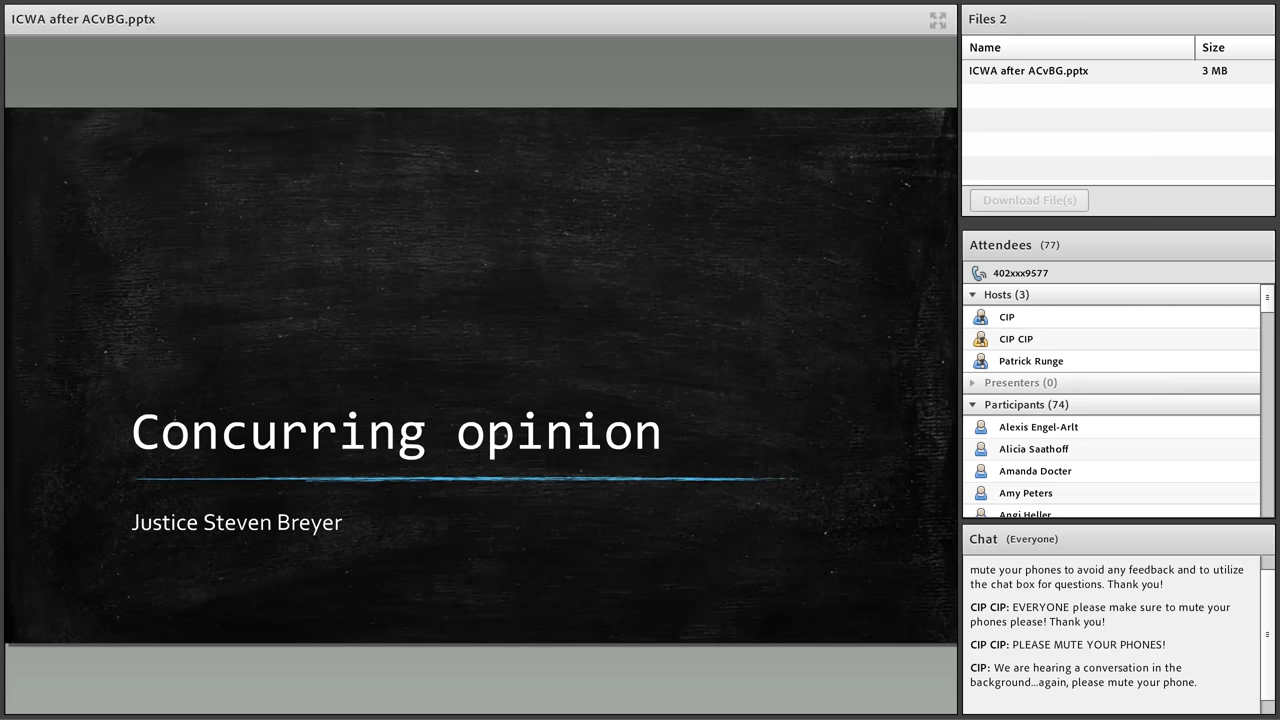 ICWA after ACvBG.pptx
Concurring opinion
Justice Steven Breyer
Files 2
Name Size
ICWA after ACvBG.pptx 3 MB
Download File(s)
Attendees (77)
402xxx9577
Hosts (3)
CIP
CIP CIP
Patrick Runge
Presenters (0)
Participants (74)
Alexis Engel-Arlt
Alicia Saathoff
Amanda Docter
Amy Peters
Angi Heller
Chat (Everyone)
mute your phones to avoid any feedback and to utilize
the chat box for questions. Thank you!
CIP CIP: EVERYONE please make sure to mute your
phones please! Thank you!
CIP CIP: PLEASE MUTE YOUR PHONES!
CIP: We are hearing a conversation in the
background...again, please mute your phone.